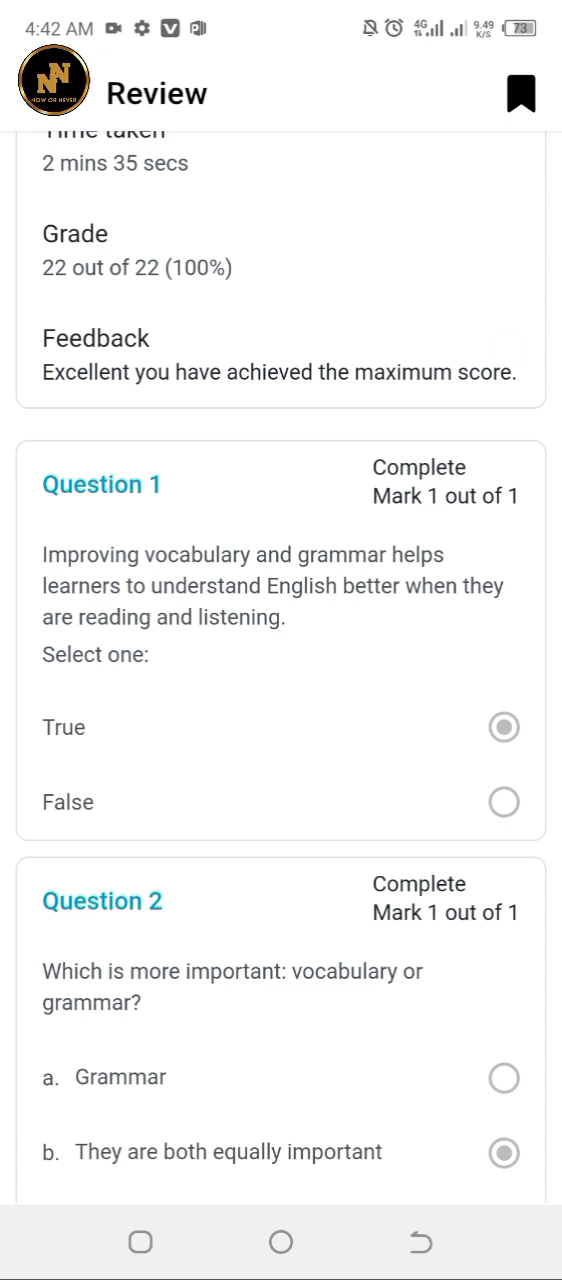 4:42 AM
4G
9.49
K/S
73
NN
NOW OR NEVER
Review
Time taken
2 mins 35 secs
Grade
22 out of 22 (100%)
Feedback
Excellent you have achieved the maximum score.
Question 1
Complete
Mark 1 out of 1
Improving vocabulary and grammar helps
learners to understand English better when they
are reading and listening.
Select one:
True
False
Question 2
Complete
Mark 1 out of 1
Which is more important: vocabulary or
grammar?
a. Grammar
b. They are both equally important